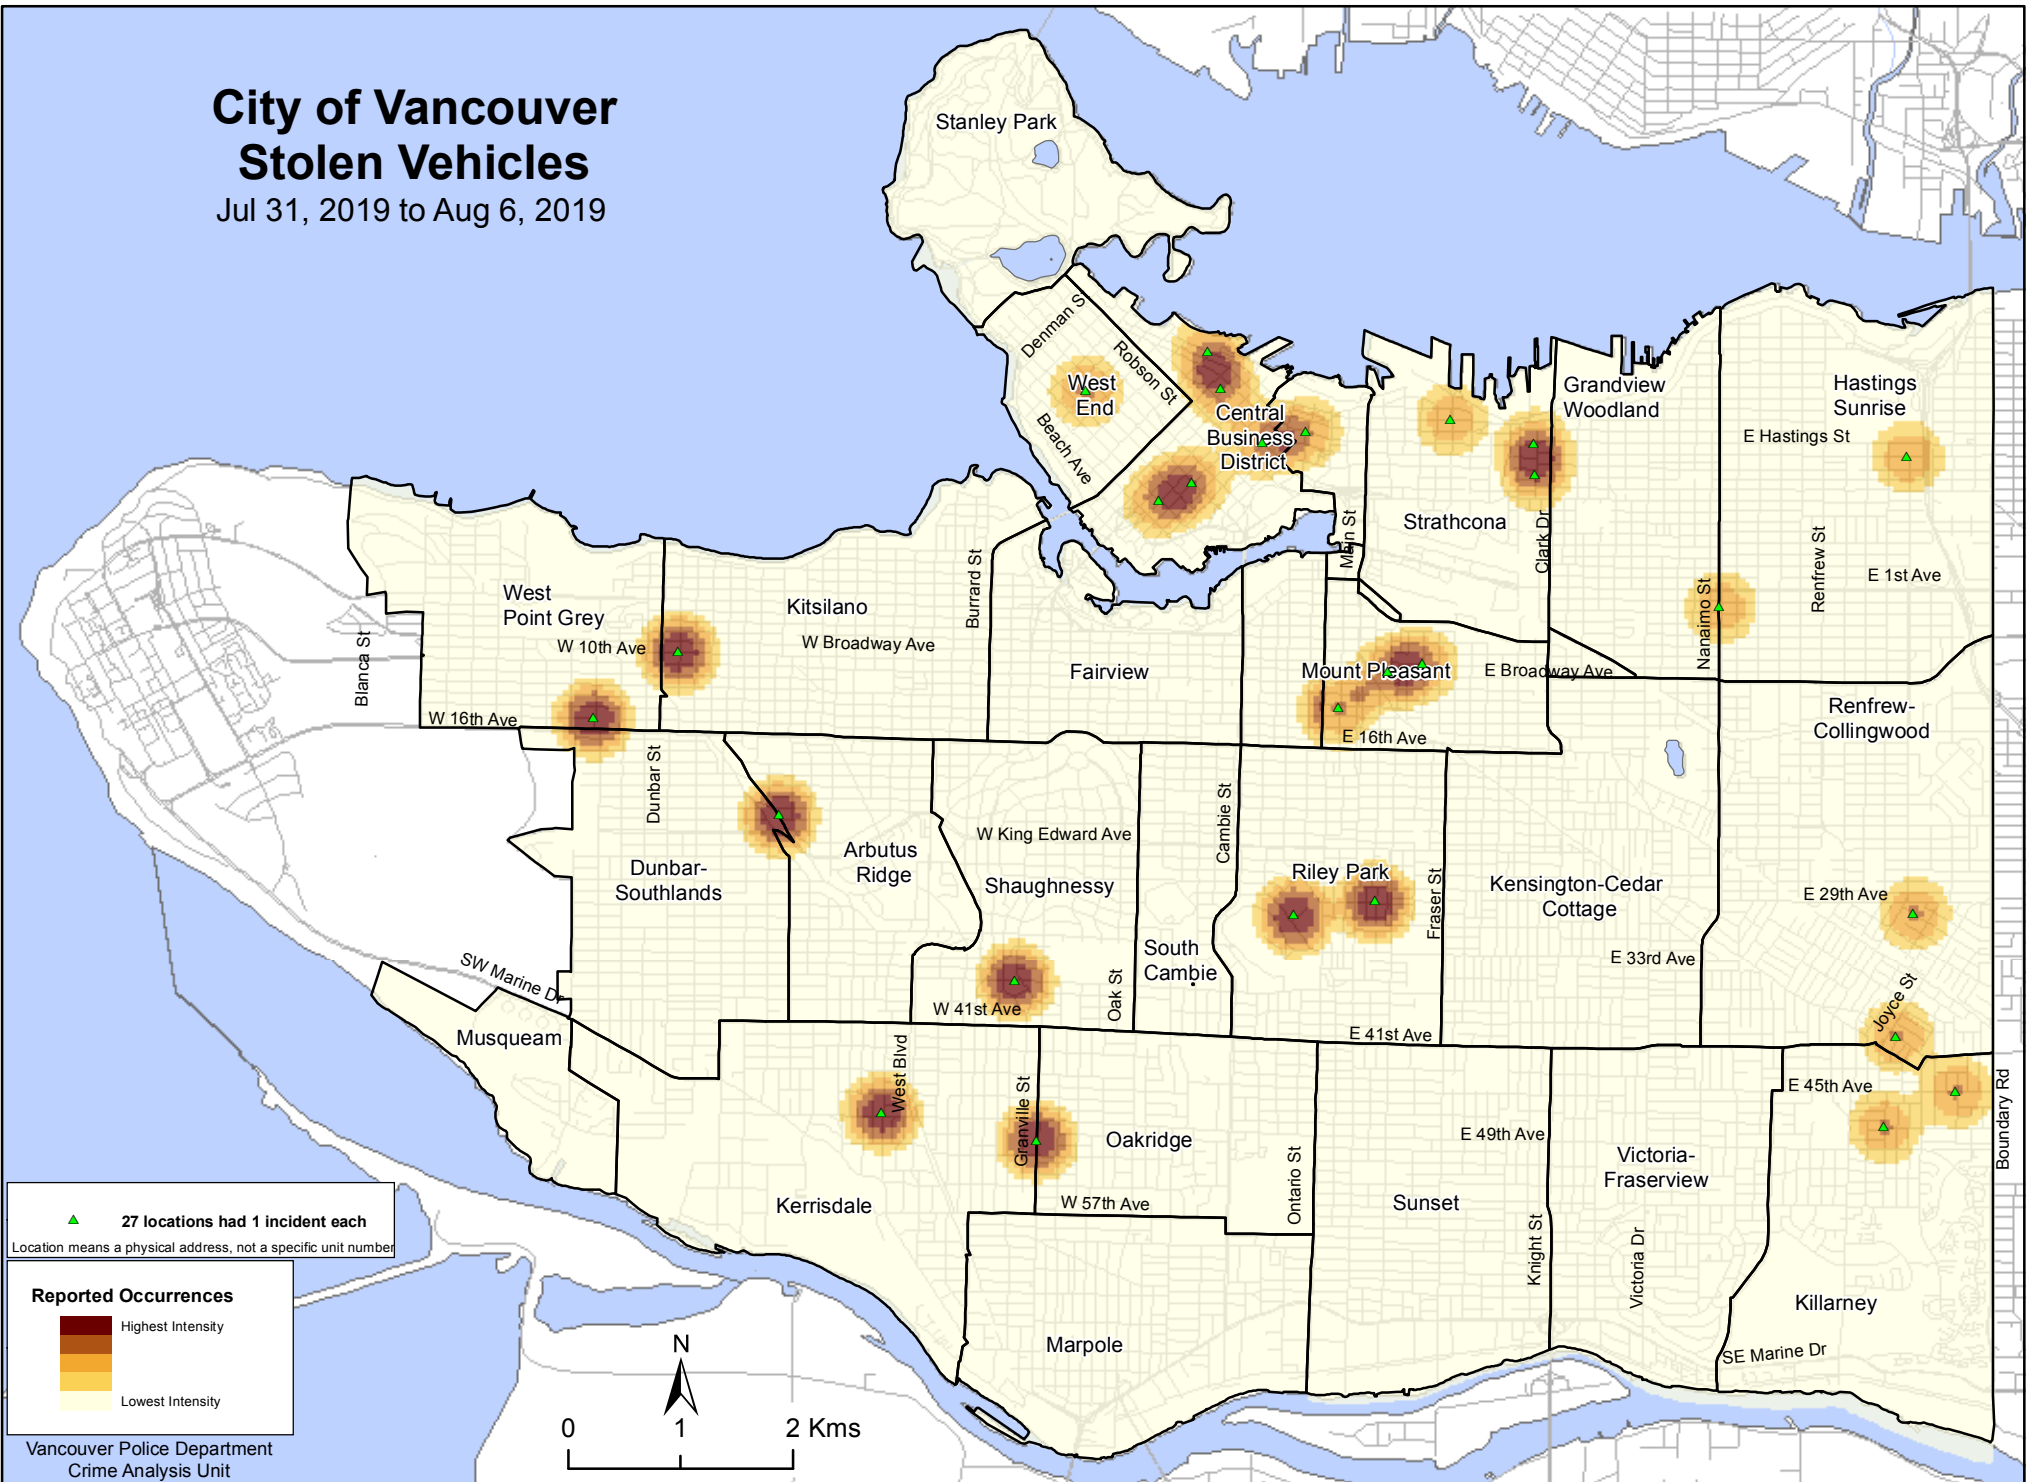 City of Vancouver
Stolen Vehicles
Jul 31, 2019 to Aug 6, 2019
Stanley Park
Denman S
Robson St
West
End
Beach Ave
Central
Business
District
Grandview
Woodland
Hastings
Sunrise
E Hastings St
Strathcona
Main St
Clark Dr
Renfrew St
E 1st Ave
Nanaimo St
West
Point Grey
Kitsilano
Burrard St
W 10th Ave
W Broadway Ave
Blanca St
Fairview
Mount Pleasant
E Broadway Ave
W 16th Ave
E 16th Ave
Renfrew-
Collingwood
Dunbar St
Cambie St
W King Edward Ave
Arbutus
Ridge
Dunbar-
Southlands
Shaughnessy
Riley Park
Fraser St
Kensington-Cedar
Cottage
E 29th Ave
South
Cambie
E 33rd Ave
SW Marine Dr
Oak St
W 41st Ave
Joyce St
Musqueam
E 41st Ave
West Blvd
Granville St
E 45th Ave
Boundary Rd
Oakridge
E 49th Ave
Victoria-
Fraserview
Kerrisdale
W 57th Ave
Ontario St
Sunset
Knight St
Victoria Dr
Killarney
Marpole
SE Marine Dr
27 locations had 1 incident each
Location means a physical address, not a specific unit number
Reported Occurrences
Highest Intensity
Lowest Intensity
N
0 1 2 Kms
Vancouver Police Department
Crime Analysis Unit